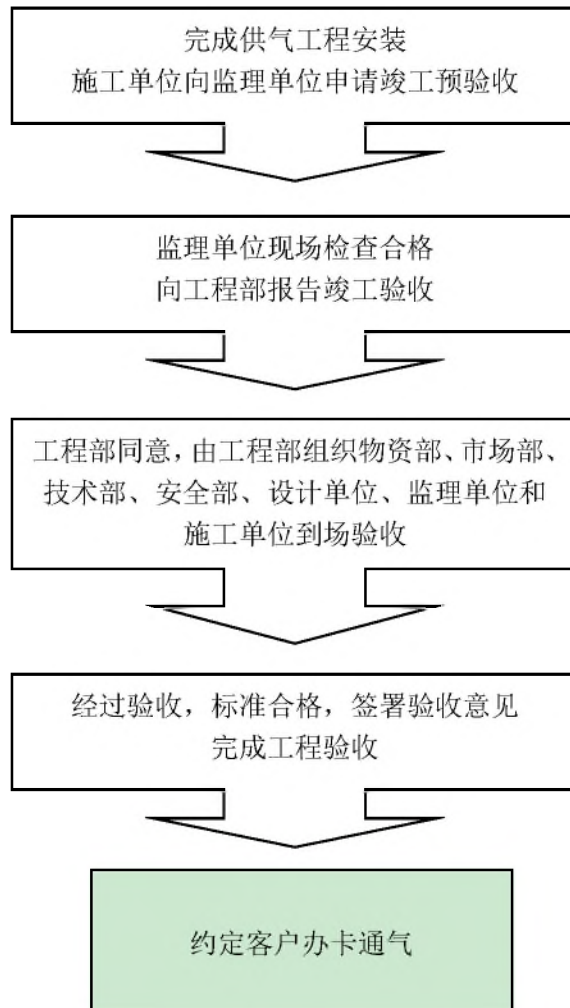 完成供气工程安装
施工单位向监理单位申请竣工预验收
监理单位现场检查合格
向工程部报告竣工验收
工程部同意，由工程部组织物资部、市场部、
技术部、安全部、设计单位、监理单位和
施工单位到场验收
经过验收，标准合格，签署验收意见
完成工程验收
约定客户办卡通气